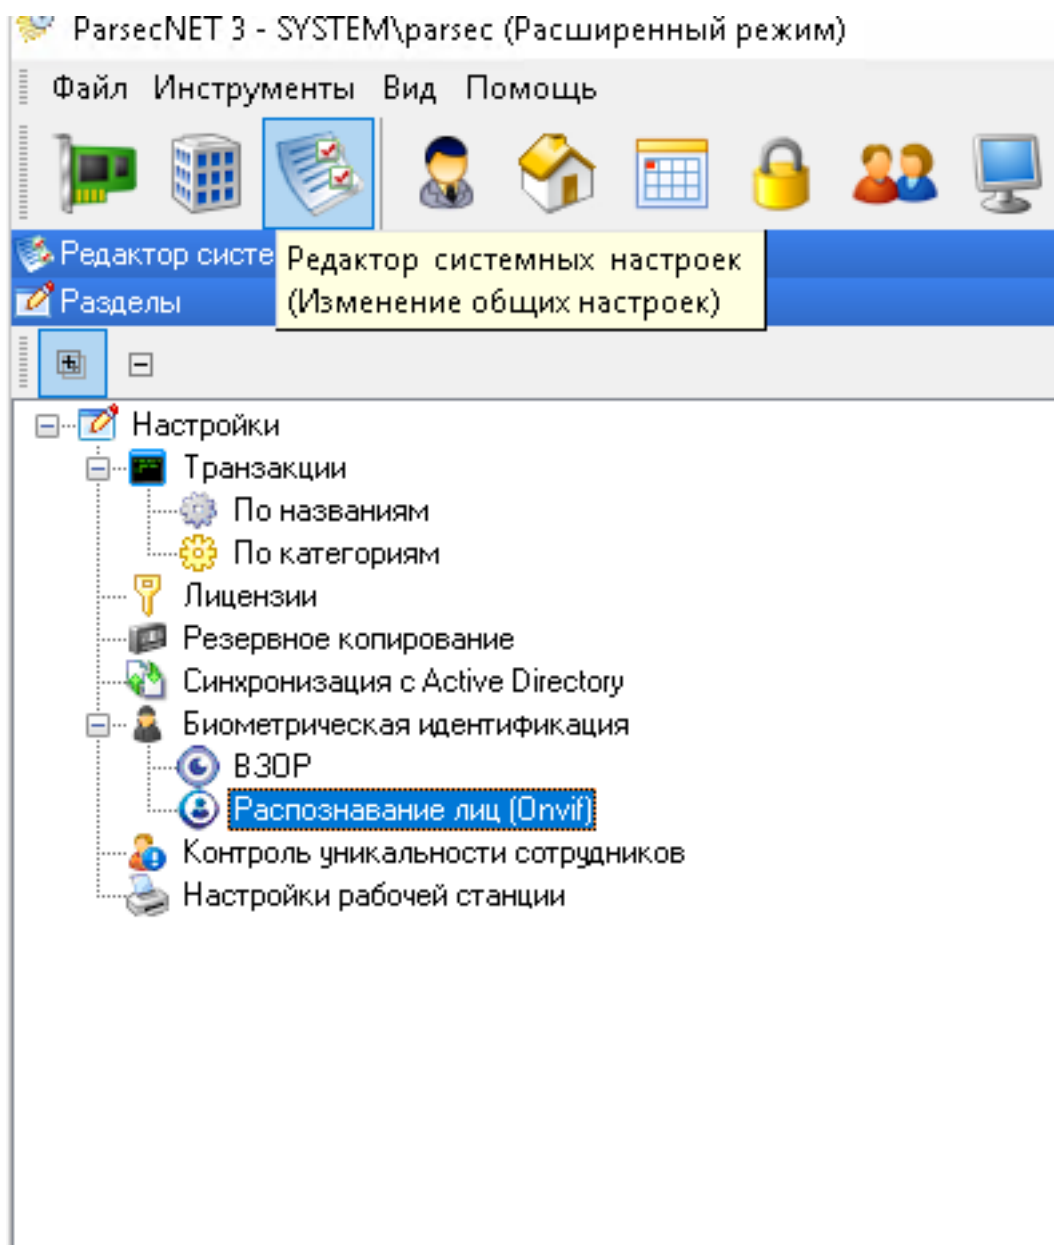 ParsecNET 3 - SYSTEM\parsec (Расширенный режим)
Файл Инструменты Вид Помощь
Редактор систе
Редактор системных настроек
(Изменение общих настроек)
Разделы
Настройки
Транзакции
По названиям
По категориям
Лицензии
Резервное копирование
Синхронизация с Active Directory
Биометрическая идентификация
ВЗОР
Распознавание лиц (Onvif)
Контроль уникальности сотрудников
Настройки рабочей станции